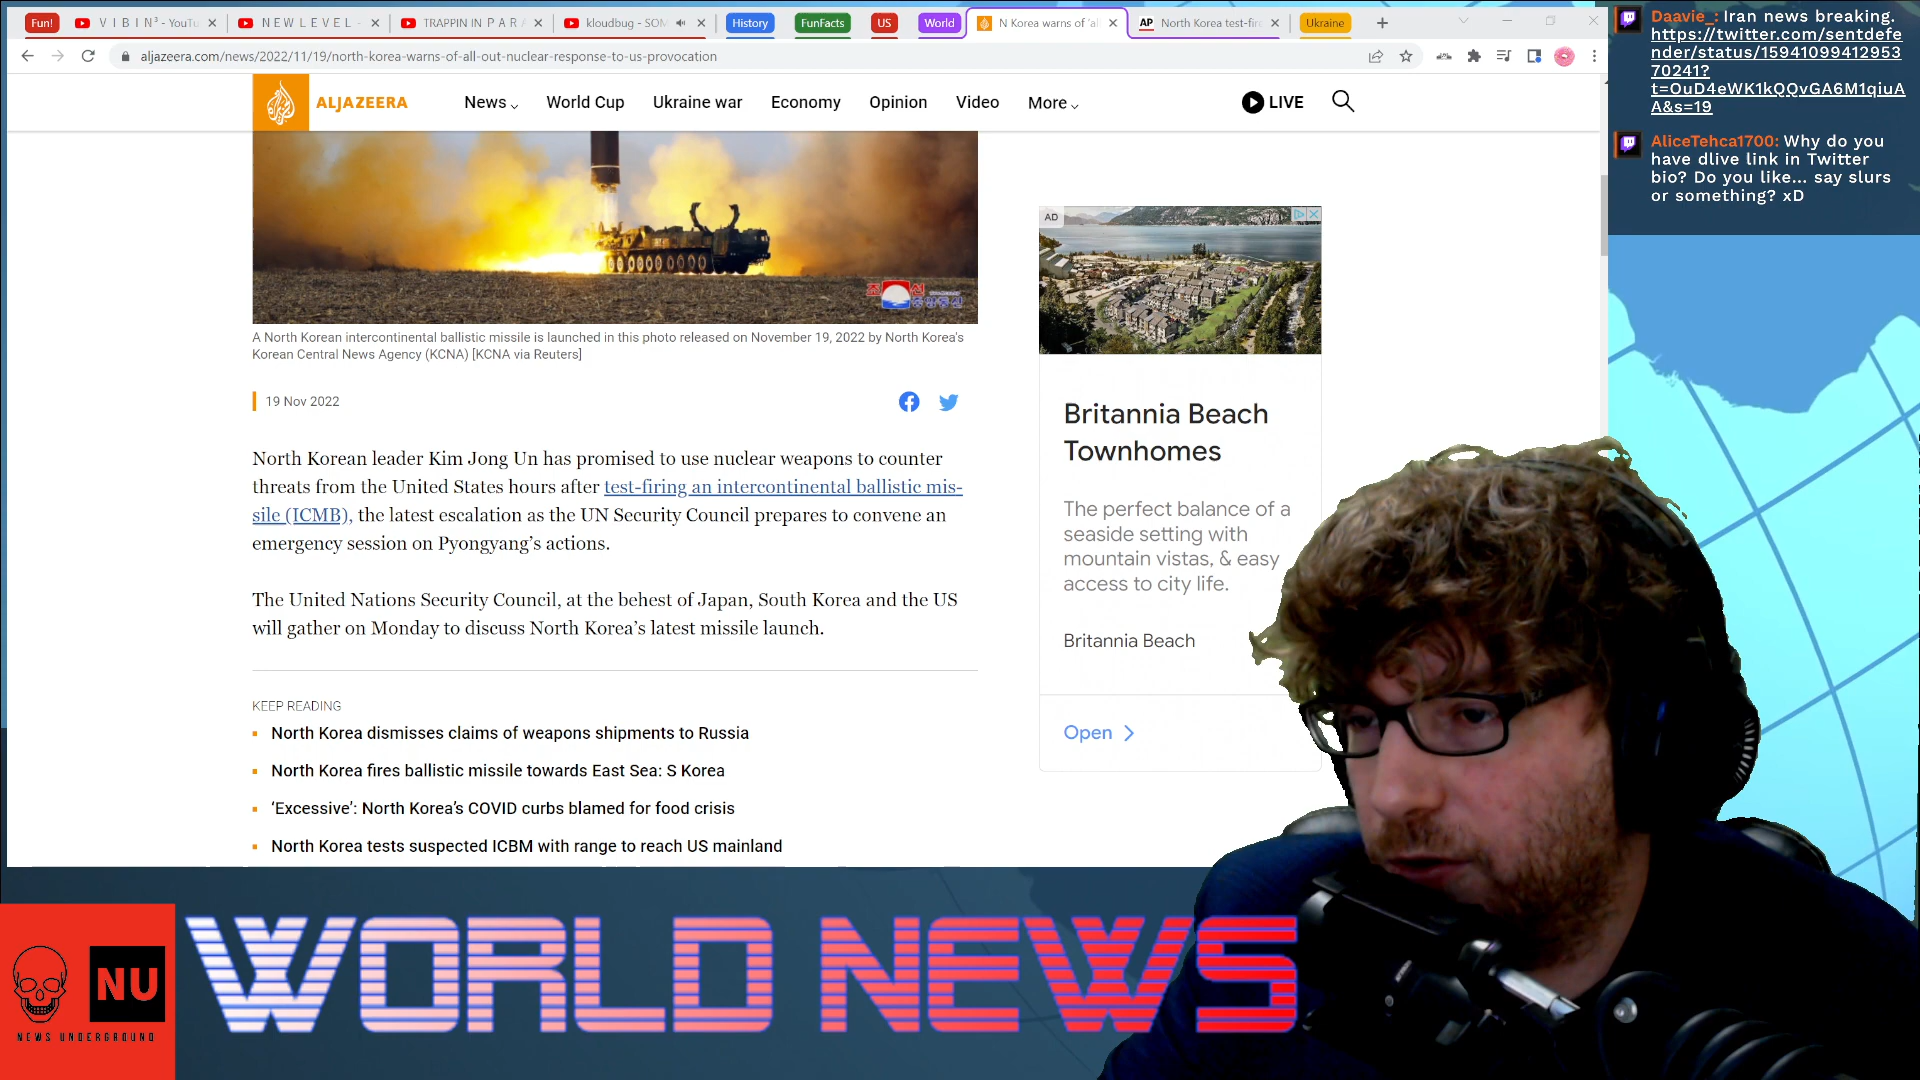 Fun!
V I B I N ³ - YouTu
N E W L E V E L -
TRAPPIN IN P A R A
kloudbug - SOM
History
FunFacts
US
World
N Korea warns of 'al
AP
North Korea test-fir
Ukraine
aljazeera.com/news/2022/11/19/north-korea-warns-of-all-out-nuclear-response-to-us-provocation
ALJAZEERA
News
World Cup
Ukraine war
Economy
Opinion
Video
More
LIVE
A North Korean intercontinental ballistic missile is launched in this photo released on November 19, 2022 by North Korea's
Korean Central News Agency (KCNA) [KCNA via Reuters]
19 Nov 2022
North Korean leader Kim Jong Un has promised to use nuclear weapons to counter
threats from the United States hours after test-firing an intercontinental ballistic mis-
sile (ICMB), the latest escalation as the UN Security Council prepares to convene an
emergency session on Pyongyang's actions.
The United Nations Security Council, at the behest of Japan, South Korea and the US
will gather on Monday to discuss North Korea's latest missile launch.
KEEP READING
North Korea dismisses claims of weapons shipments to Russia
North Korea fires ballistic missile towards East Sea: S Korea
'Excessive': North Korea's COVID curbs blamed for food crisis
North Korea tests suspected ICBM with range to reach US mainland
AD
Britannia Beach
Townhomes
The perfect balance of a
seaside setting with
mountain vistas, & easy
access to city life.
Britannia Beach
Open
Daavie_: Iran news breaking.
https://twitter.com/sentdefe
nder/status/15941099412953
70241?
t=OuD4eWK1kQQvGA6M1qiuA
A&s=19
AliceTehca1700: Why do you
have dlive link in Twitter
bio? Do you like... say slurs
or something? xD
NU
NEWS UNDERGROUND
WORLD NEWS